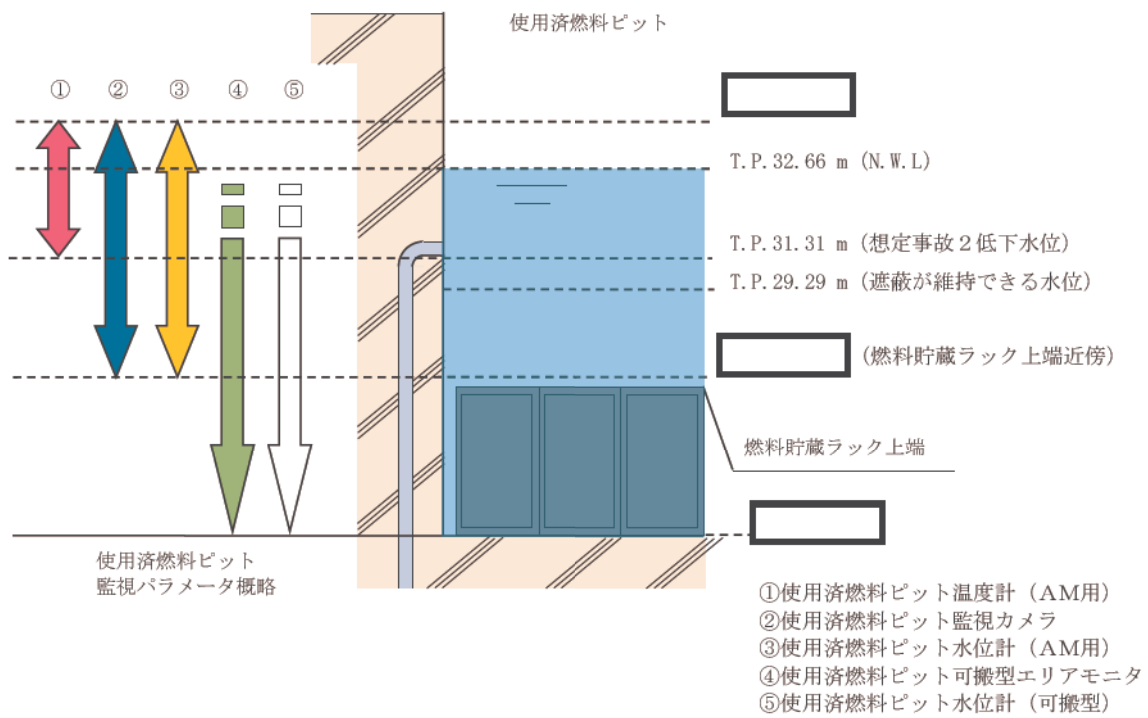 使用済燃料ピット
① ② ③ ④ ⑤
T.P.32.66 m (N.W.L)
T.P.31.31 m (想定事故2低下水位)
T.P.29.29 m (遮蔽が維持できる水位)
(燃料貯蔵ラック上端近傍)
燃料貯蔵ラック上端
使用済燃料ピット
監視パラメータ概略
①使用済燃料ピット温度計(AM用)
②使用済燃料ピット監視カメラ
③使用済燃料ピット水位計(AM用)
④使用済燃料ピット可搬型エリアモニタ
⑤使用済燃料ピット水位計(可搬型)